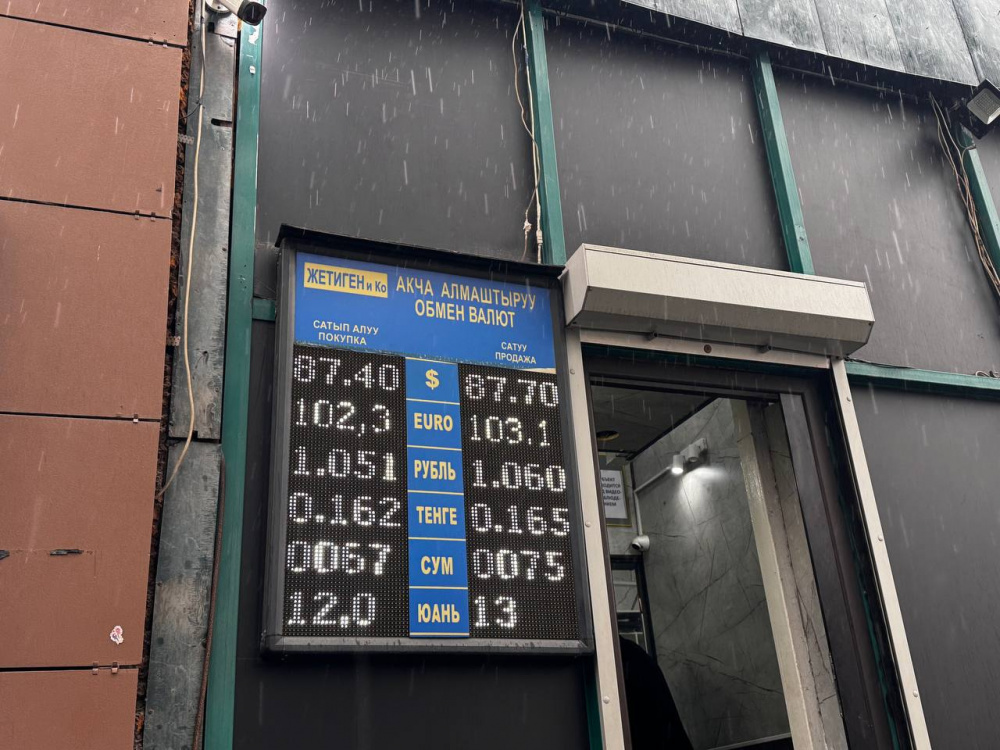 ЖЕТИГЕН и Ко
АКЧА АЛМАШТЫРУУ
ОБМЕН ВАЛЮТ
САТЫП АЛУУ
ПОКУПКА
САТУУ
ПРОДАЖА
87.40 $ 87.70
102,3 EURO 103.1
1.051 РУБЛЬ 1.060
0.162 ТЕНГЕ 0.165
0067 СУМ 0075
12.0 ЮАНЬ 13